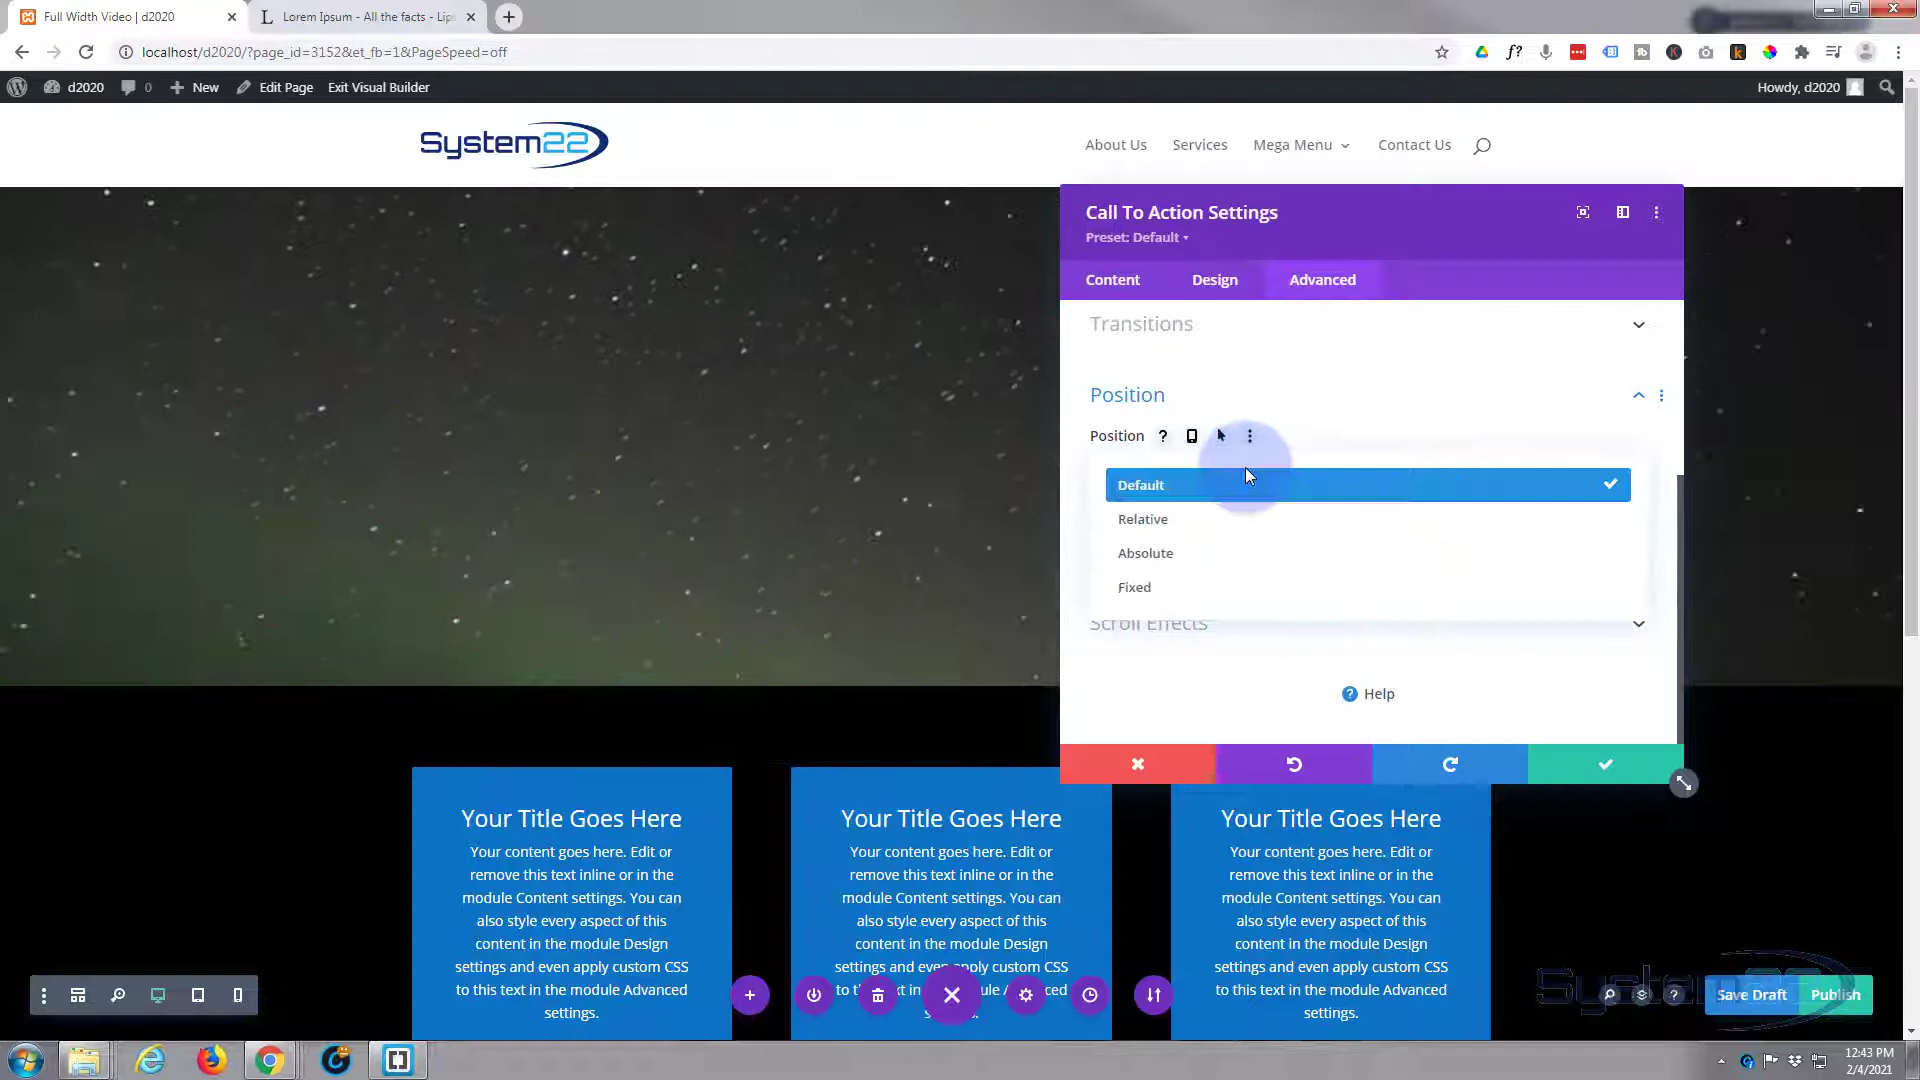 Full Width Video | d2020
Lorem Ipsum - All the facts - Lip
localhost/d2020/?page_id=3152&et_fb=1&PageSpeed=off
d2020
0
New
Edit Page
Exit Visual Builder
Howdy, d2020
System22
About Us
Services
Mega Menu
Contact Us
Call To Action Settings
Preset: Default
Content
Design
Advanced
Transitions
Position
Position
Default
Relative
Absolute
Fixed
Scroll Effects
Help
Your Title Goes Here
Your content goes here. Edit or
remove this text inline or in the
module Content settings. You can
also style every aspect of this
content in the module Design
settings and even apply custom CSS
to this text in the module Advanced
settings.
Your Title Goes Here
Your content goes here. Edit or
remove this text inline or in the
module Content settings. You can
also style every aspect of this
content in the module Design
settings and even apply custom CSS
Your Title Goes Here
Your content goes here. Edit or
remove this text inline or in the
module Content settings. You can
also style every aspect of this
content in the module Design
settings and even apply custom CSS
to this text in the module Advanced
settings.
System22
Save Draft
Publish
12:43 PM
2/4/2021